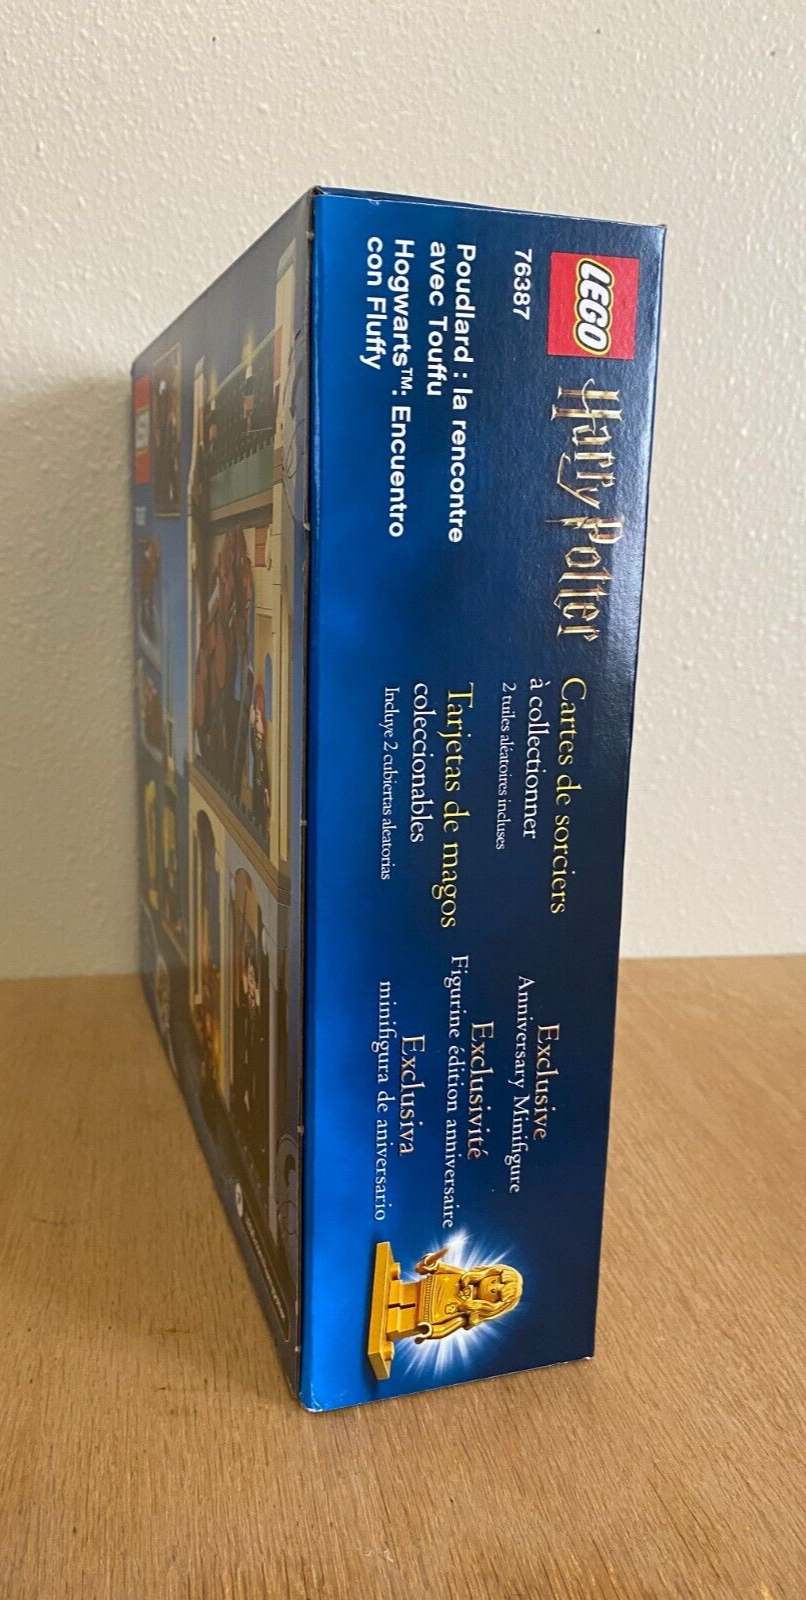 LEGO
Harry Potter
76387
Poudlard : la rencontre
avec Touffu
Hogwarts™: Encuentro
con Fluffy
Cartes de sorciers
à collectionner
2 tuiles aléatoires incluses
Tarjetas de magos
coleccionables
Incluye 2 cubiertas aleatorias
Exclusive
Anniversary Minifigure
Exclusivité
Figurine édition anniversaire
Exclusiva
minifigura de aniversario